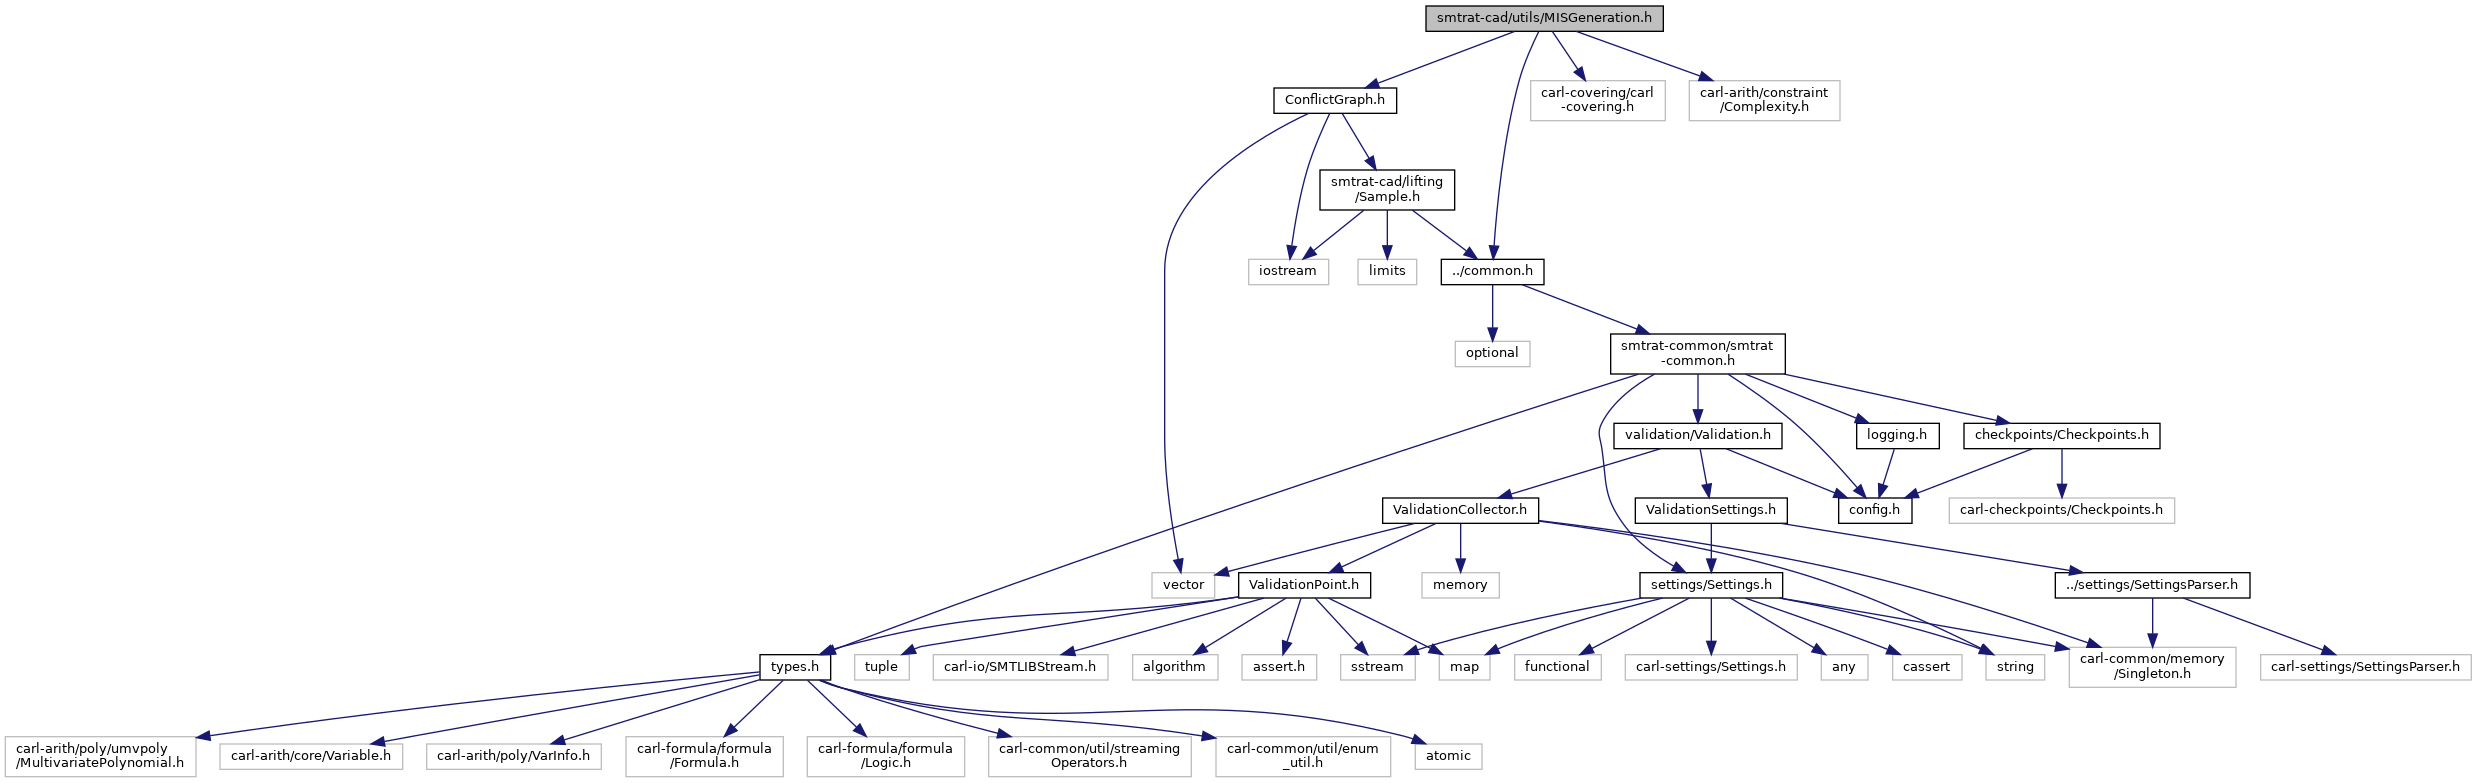 smtrat-cad/utils/MISGeneration.h
ConflictGraph.h
carl-covering/carl
-covering.h
carl-arith/constraint
/Complexity.h
smtrat-cad/lifting
/Sample.h
iostream
limits
../common.h
optional
smtrat-common/smtrat
-common.h
validation/Validation.h
logging.h
checkpoints/Checkpoints.h
ValidationCollector.h
ValidationSettings.h
config.h
carl-checkpoints/Checkpoints.h
vector
ValidationPoint.h
memory
settings/Settings.h
../settings/SettingsParser.h
types.h
tuple
carl-io/SMTLIBStream.h
algorithm
assert.h
sstream
map
functional
carl-settings/Settings.h
any
cassert
string
carl-common/memory
/Singleton.h
carl-settings/SettingsParser.h
carl-arith/poly/umvpoly
/MultivariatePolynomial.h
carl-arith/core/Variable.h
carl-arith/poly/VarInfo.h
carl-formula/formula
/Formula.h
carl-formula/formula
/Logic.h
carl-common/util/streaming
Operators.h
carl-common/util/enum
_util.h
atomic